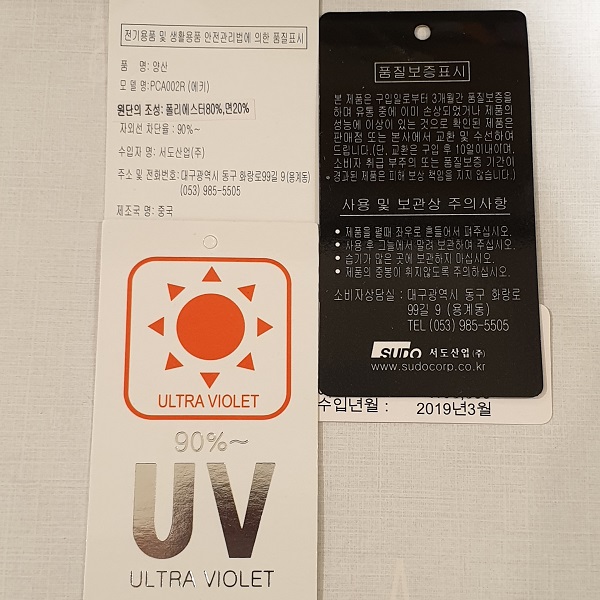 전기용품 및 생활용품 안전관리법에 의한 품질표시
품 명: 양산
모 델 명:PCA002R (에키)
원단의 조성: 폴리에스터80%,면20%
자외선 차단율 : 90%~
수입자 명: 서도산업(주)
주소 및 전화번호: 대구광역시 동구 화랑로99길 9 (용계동)
(053) 985-5505
제조국 명: 중국
ULTRA VIOLET
90%~
UV
ULTRA VIOLET
품질보증표시
본 제품은 구입일로부터 3개월간 품질보증을
하며 유통 중에 이미 손상되었거나 제품의
성능에 이상이 있는 것으로 확인된 제품은
판매점 또는 본사에서 교환 및 수선하여
드립니다.(단, 교환은 구입 후 10일이내이며,
소비자 취급 부주의 또는 품질보증 기간이
경과된 제품은 피해 보상 책임을 지지 않습니다.)
사용 및 보관상 주의사항
• 제품을 펼때 좌우로 흔들어서 펴주십시오.
• 사용 후 그늘에서 말려 보관하여 주십시오.
• 습기가 많은 곳에 보관하지 마십시오.
• 제품의 중봉이 휘지않도록 주의하십시오.
소비자상담실 : 대구광역시 동구 화랑로
99길 9 (용계동)
TEL (053) 985-5505
SUDO 서도산업(주)
www.sudocorp.co.kr
수입년월 : 2019년3월